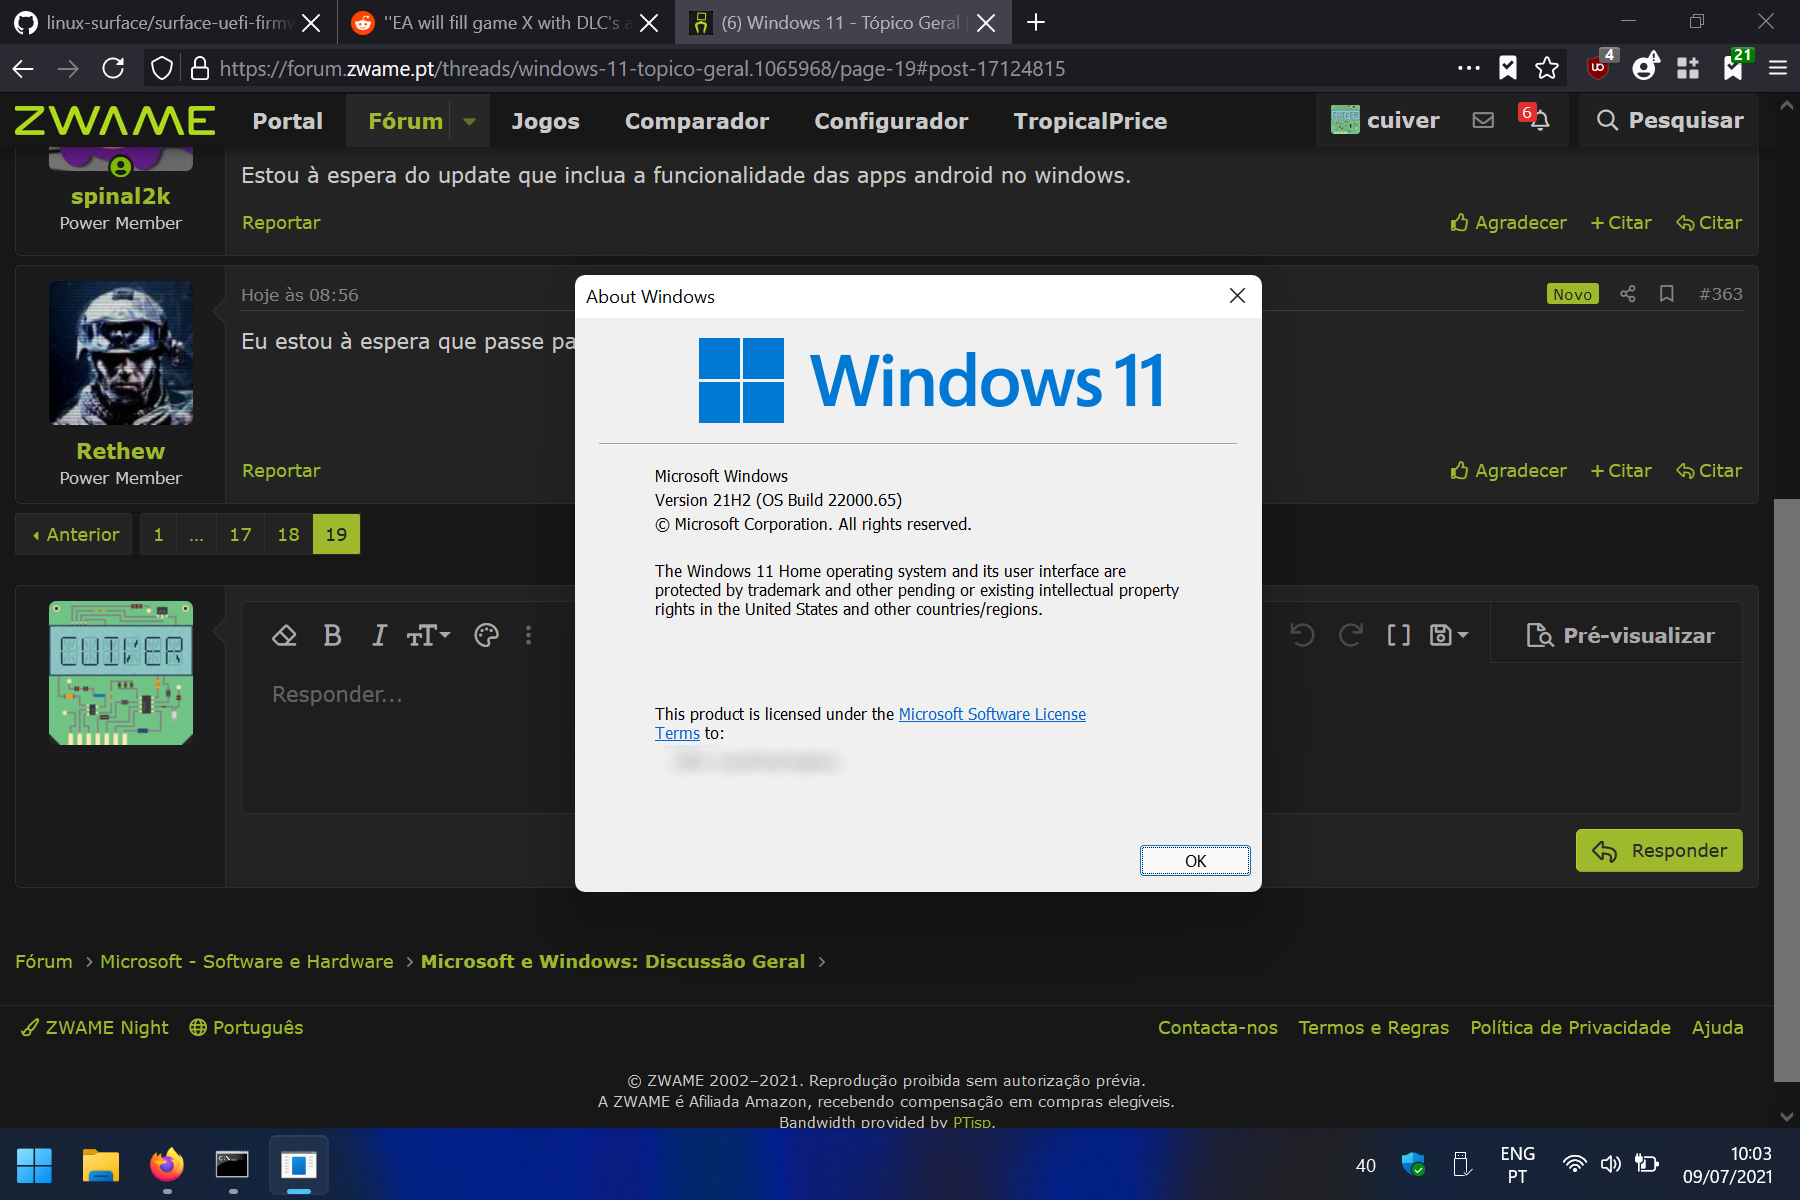 linux-surface/surface-uefi-firmw
"EA will fill game X with DLC's a
(6) Windows 11 - Tópico Geral |
https://forum.zwame.pt/threads/windows-11-topico-geral.1065968/page-19#post-17124815
4
21
ZWAME
Portal
Fórum
Jogos
Comparador
Configurador
TropicalPrice
cuiver
6
Pesquisar
spinal2k
Power Member
Estou à espera do update que inclua a funcionalidade das apps android no windows.
Reportar
Agradecer
+ Citar
Citar
Rethew
Power Member
Hoje às 08:56
Novo
#363
Eu estou à espera que passe pa
Reportar
Agradecer
+ Citar
Citar
Anterior
1
...
17
18
19
CUIVER
B
I
TT
[ ]
Pré-visualizar
Responder...
Responder
About Windows
Windows 11
Microsoft Windows
Version 21H2 (OS Build 22000.65)
© Microsoft Corporation. All rights reserved.
The Windows 11 Home operating system and its user interface are
protected by trademark and other pending or existing intellectual property
rights in the United States and other countries/regions.
This product is licensed under the Microsoft Software License
Terms to:
OK
Fórum
Microsoft - Software e Hardware
Microsoft e Windows: Discussão Geral
ZWAME Night
Português
Contacta-nos
Termos e Regras
Política de Privacidade
Ajuda
© ZWAME 2002–2021. Reprodução proibida sem autorização prévia.
A ZWAME é Afiliada Amazon, recebendo compensação em compras elegíveis.
Bandwidth provided by PTisp.
40
ENG
PT
10:03
09/07/2021